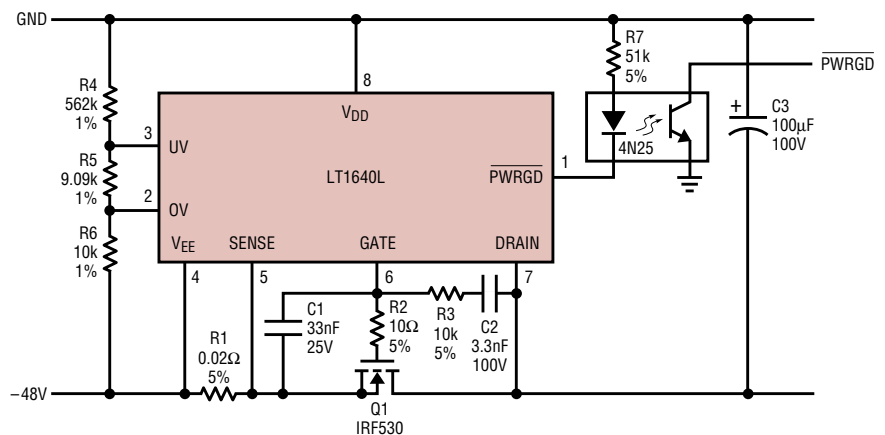 GND
R4
562k
1%
R5
9.09k
1%
R6
10k
1%
3
2
8
VDD
UV
OV
LT1640L
PWRGD
1
VEE
SENSE
GATE
DRAIN
4
5
6
7
R7
51k
5%
4N25
PWRGD
+
C3
100µF
100V
R1
0.02Ω
5%
C1
33nF
25V
R2
10Ω
5%
R3
10k
5%
C2
3.3nF
100V
–48V
Q1
IRF530